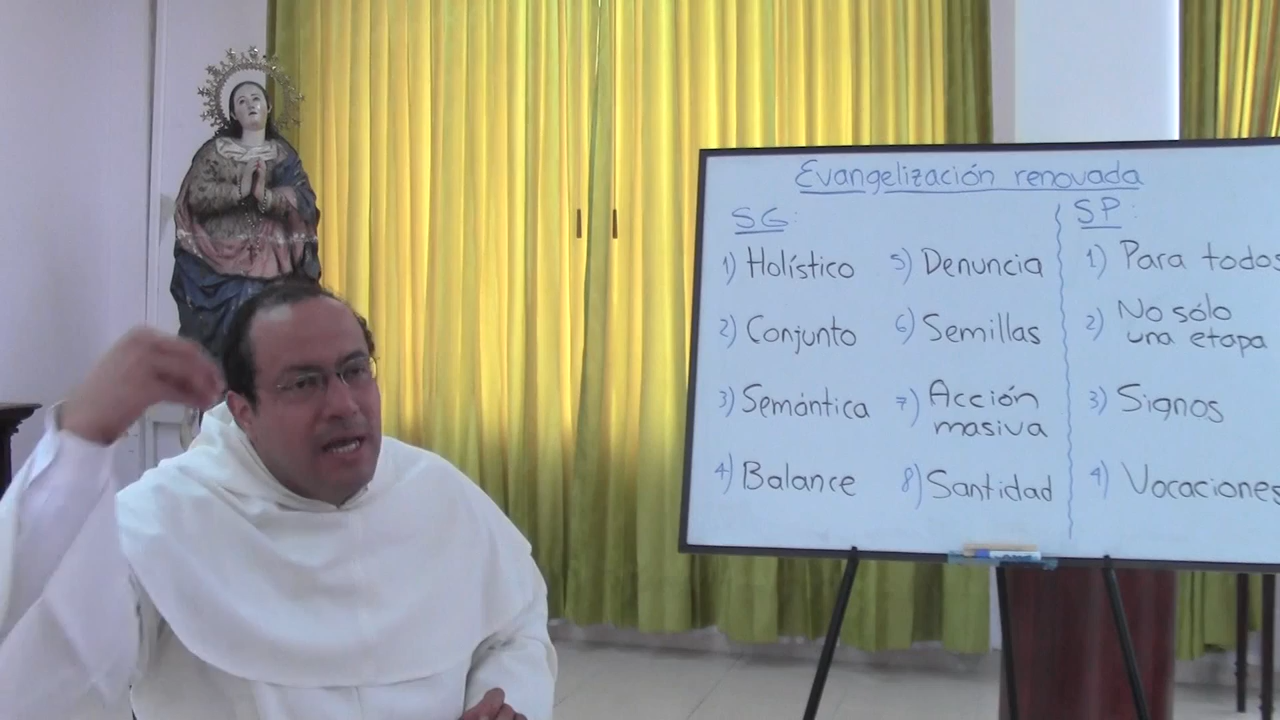 Evangelización renovada
SG:
1) Holístico
2) Conjunto
3) Semántica
4) Balance
5) Denuncia
6) Semillas
7) Acción
masiva
8) Santidad
SP:
1) Para todos
2) No sólo
una etapa
3) Signos
4) Vocaciones